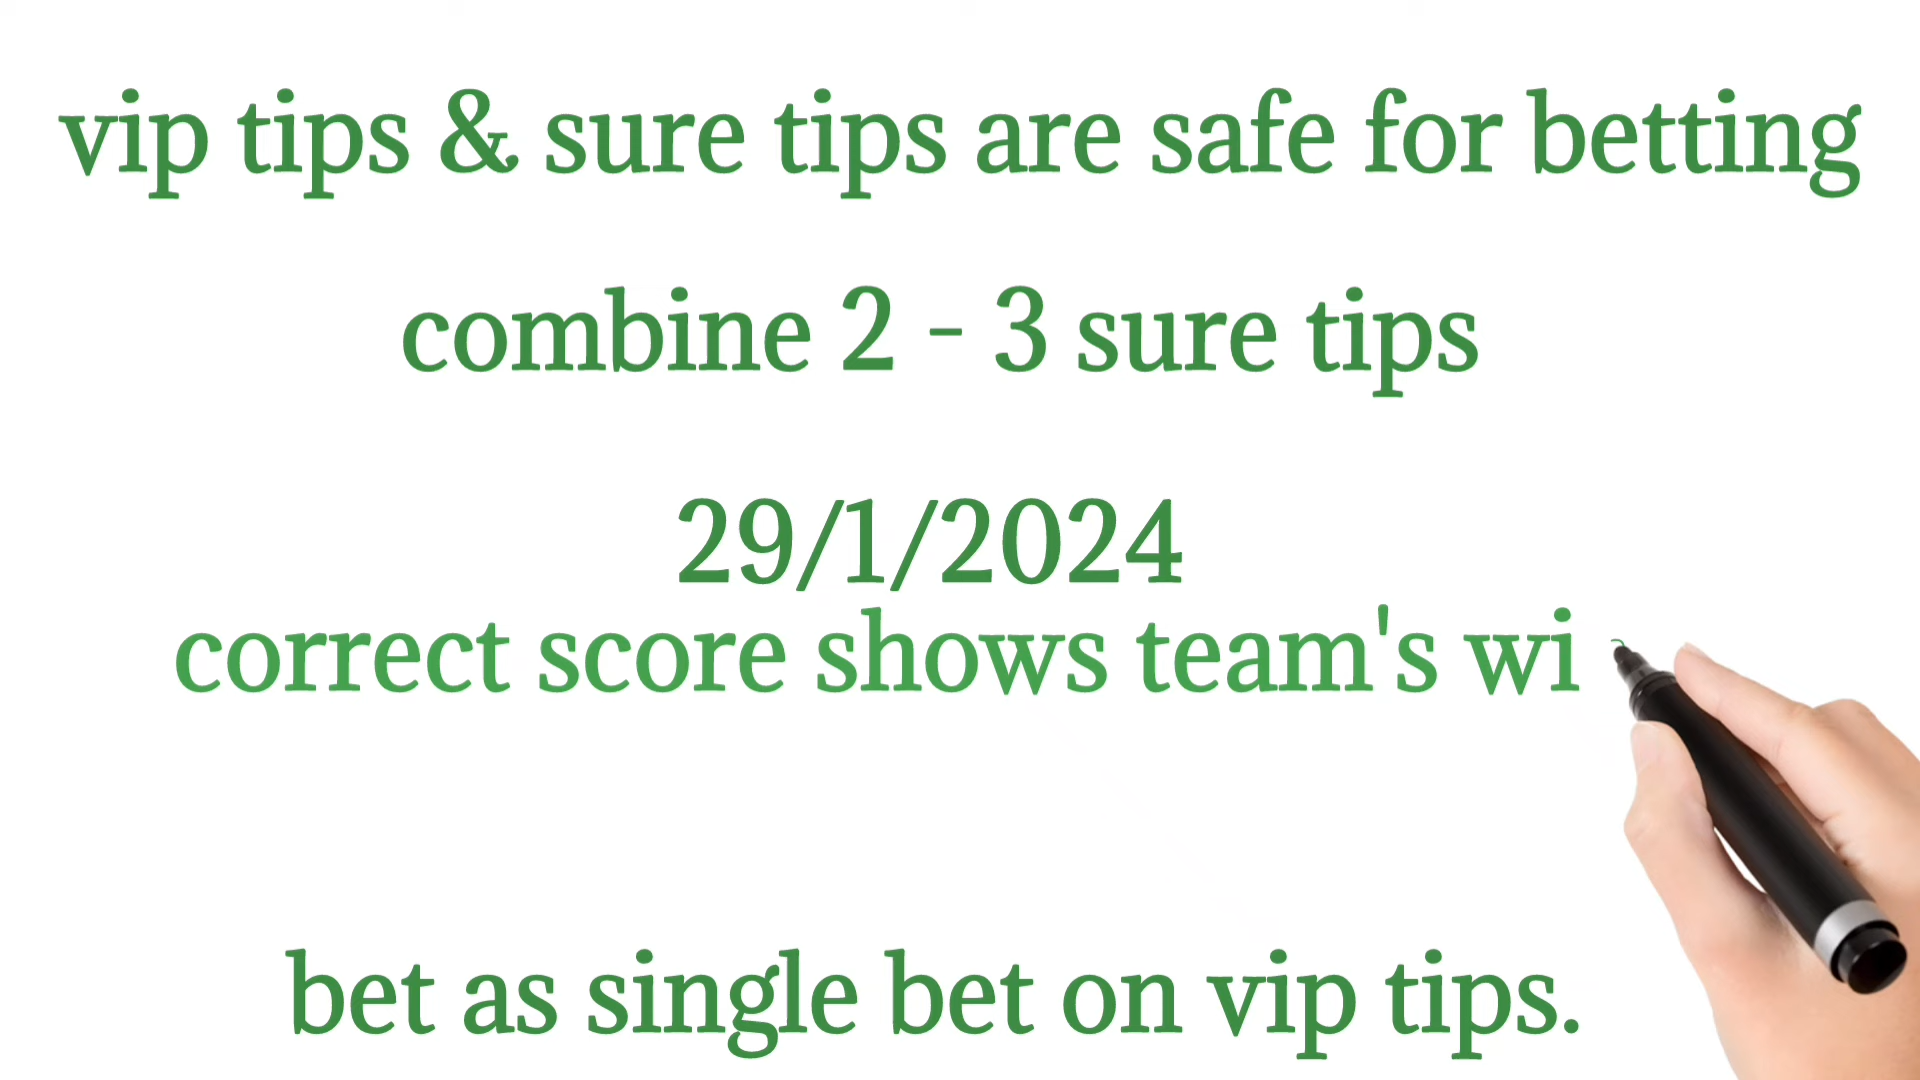 vip tips & sure tips are safe for betting
combine 2 - 3 sure tips
29/1/2024
correct score shows team's wi
bet as single bet on vip tips.